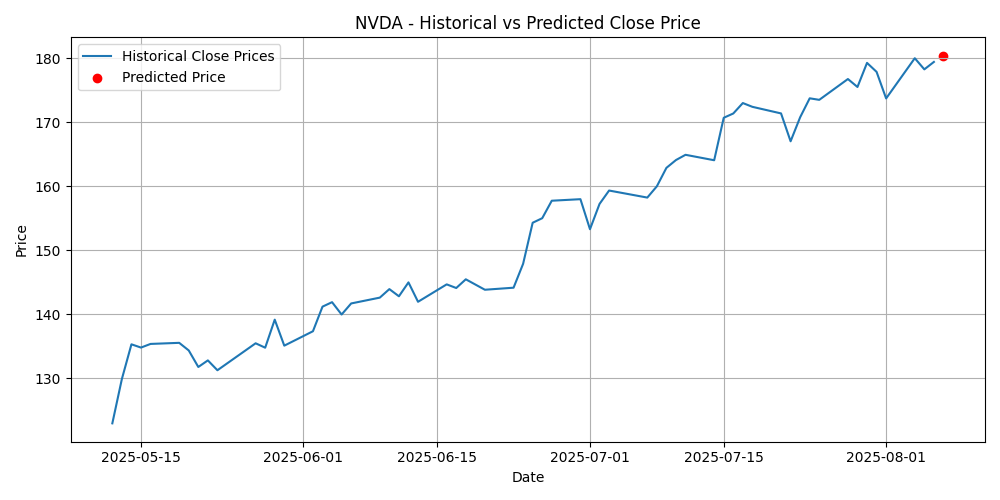 NVDA - Historical vs Predicted Close Price
Historical Close Prices
Predicted Price
180
170
160
150
140
130
Price
2025-05-15
2025-06-01
2025-06-15
2025-07-01
2025-07-15
2025-08-01
Date